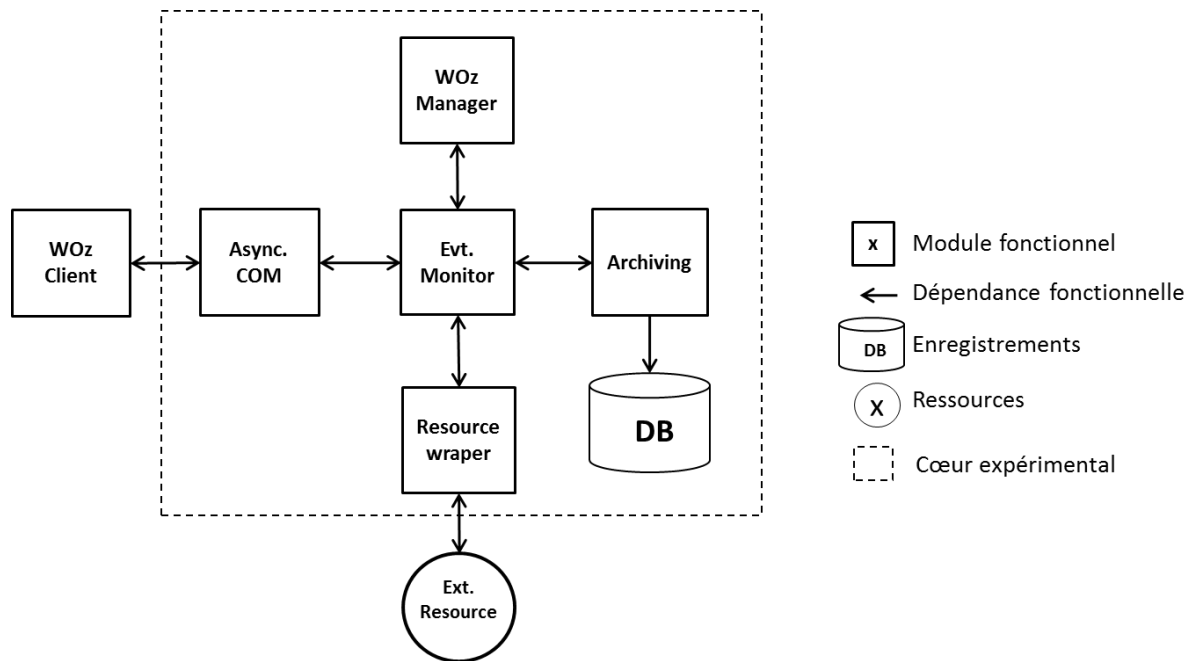 WOz
Manager
WOz
Client
Async.
COM
Evt.
Monitor
Archiving
Resource
wraper
DB
Ext.
Resource
x Module fonctionnel
Dépendance fonctionnelle
DB Enregistrements
X Ressources
Cœur expérimental